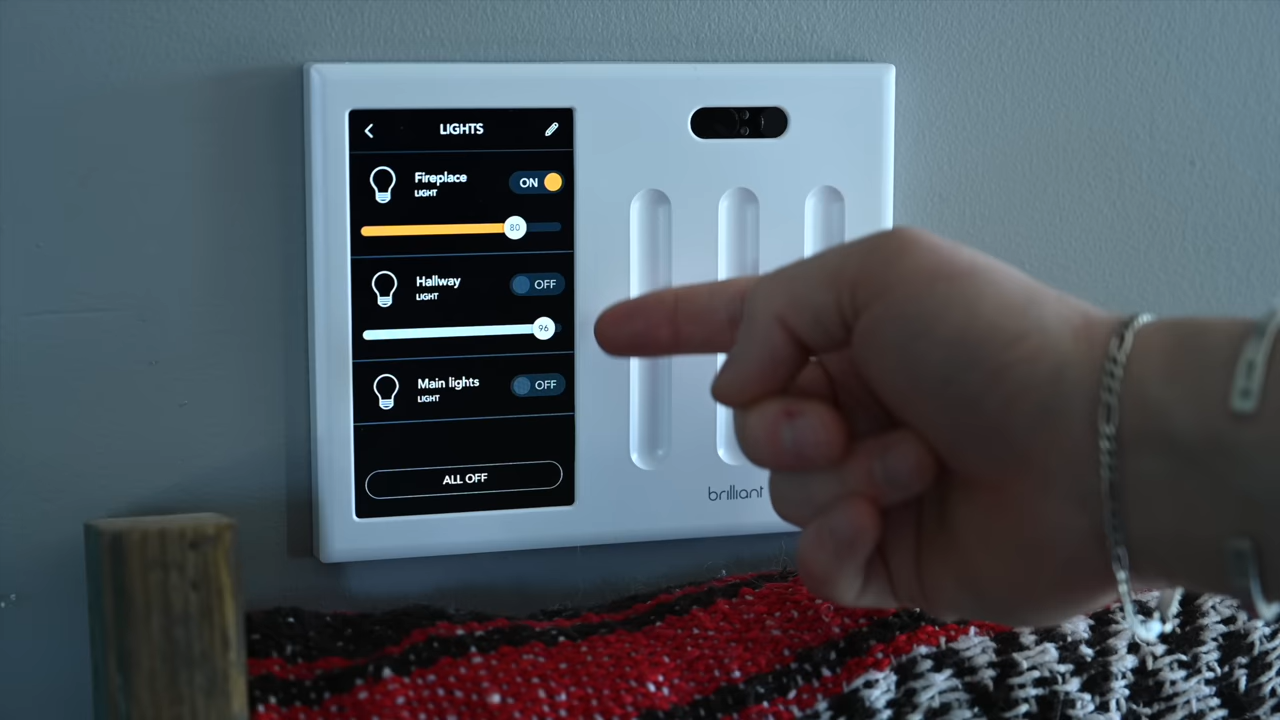 LIGHTS
Fireplace
LIGHT
ON
80
Hallway
LIGHT
OFF
96
Main lights
LIGHT
OFF
ALL OFF
brilliant